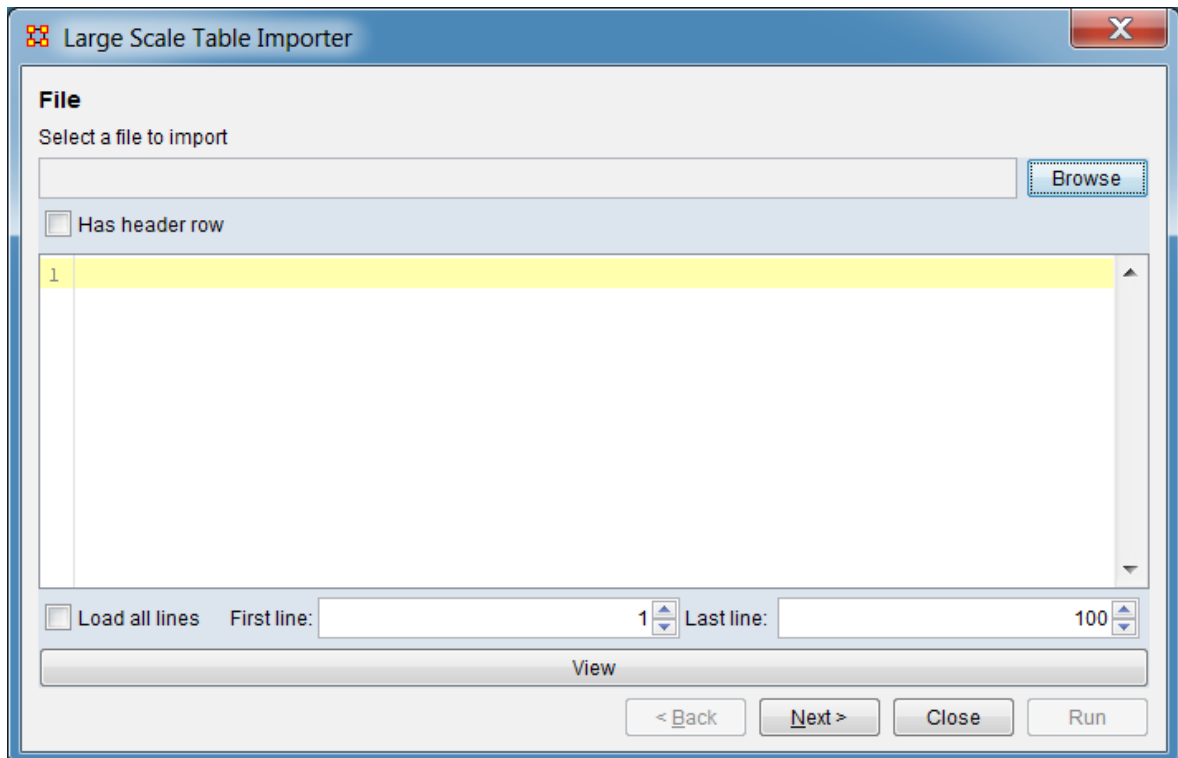 Large Scale Table Importer
X
File
Select a file to import
Browse
Has header row
1
Load all lines First line: 1 Last line: 100
View
< Back Next > Close Run